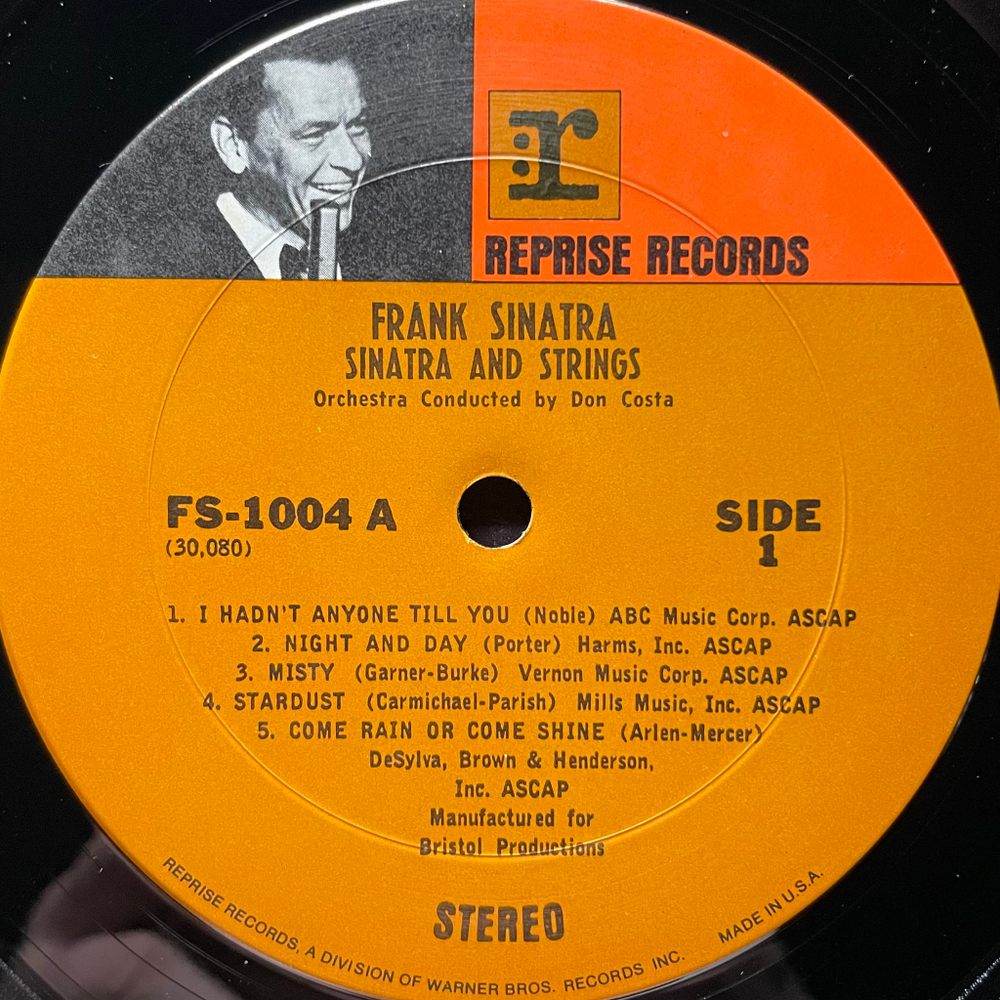 :r
REPRISE RECORDS
FRANK SINATRA
SINATRA AND STRINGS
Orchestra Conducted by Don Costa
FS-1004 A
(30,080)
SIDE
1
1. I HADN'T ANYONE TILL YOU (Noble) ABC Music Corp. ASCAP
2. NIGHT AND DAY (Porter) Harms, Inc. ASCAP
3. MISTY (Garner-Burke) Vernon Music Corp. ASCAP
4. STARDUST (Carmichael-Parish) Mills Music, Inc. ASCAP
5. COME RAIN OR COME SHINE (Arlen-Mercer)
DeSylva, Brown & Henderson,
Inc. ASCAP
Manufactured for
Bristol Productions
STEREO
REPRISE RECORDS, A DIVISION OF WARNER BROS. RECORDS INC.
MADE IN U.S.A.